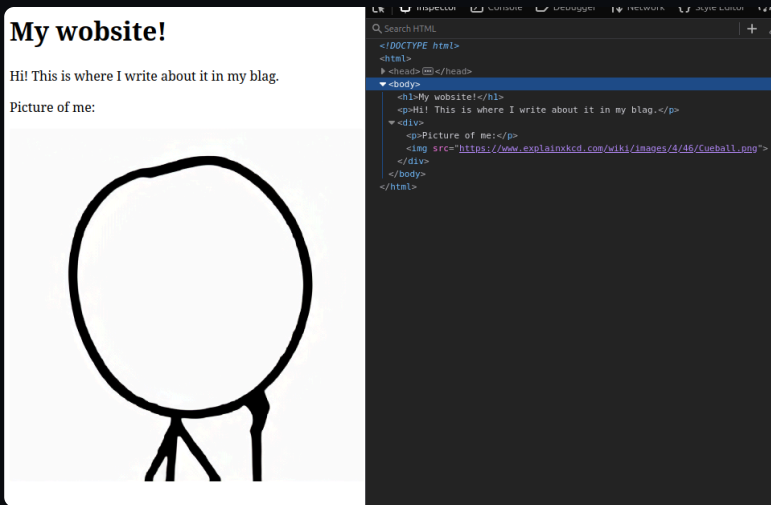 My wobsite!
Hi! This is where I write about it in my blag.
Picture of me:
Inspector Console Debugger Network Style Editor
Search HTML
<!DOCTYPE html>
<html>
<head></head>
<body>
<h1>My wobsite!</h1>
<p>Hi! This is where I write about it in my blag.</p>
<div>
<p>Picture of me:</p>
<img src="https://www.explainxkcd.com/wiki/images/4/46/Cueball.png">
</div>
</body>
</html>